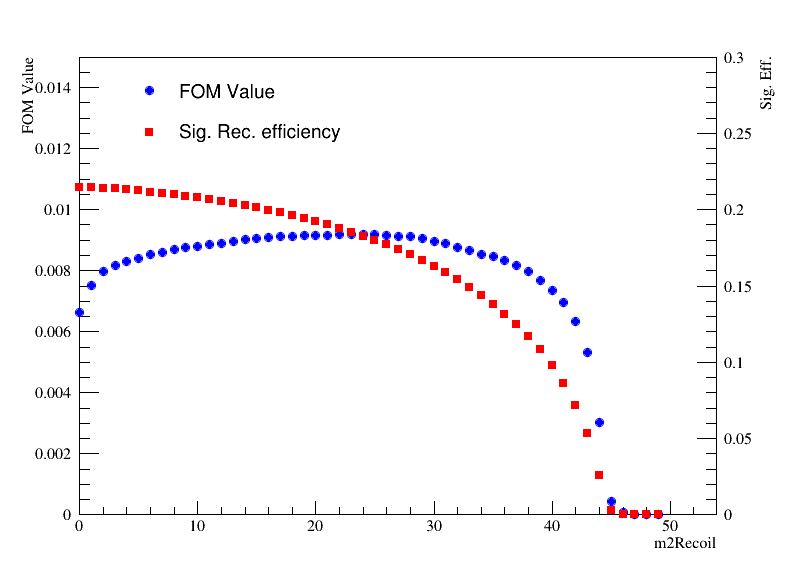 FOM Value
Sig. Eff.
0.014
0.012
0.01
0.008
0.006
0.004
0.002
0
FOM Value
Sig. Rec. efficiency
0.3
0.25
0.2
0.15
0.1
0.05
0
0 10 20 30 40 50
m2Recoil